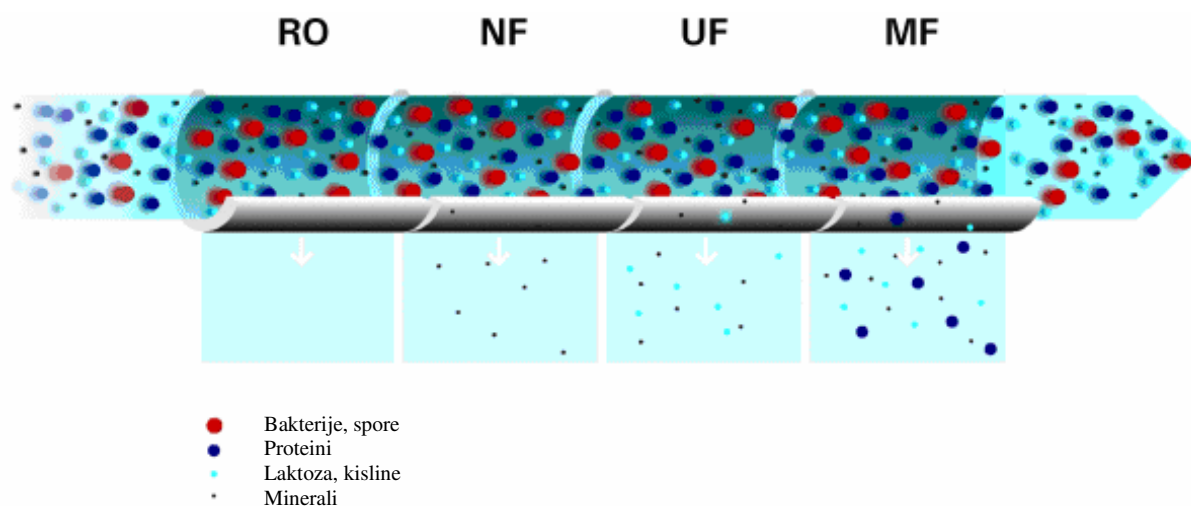 RO NF UF MF
Bakterije, spore
Proteini
Laktoza, kisline
Minerali